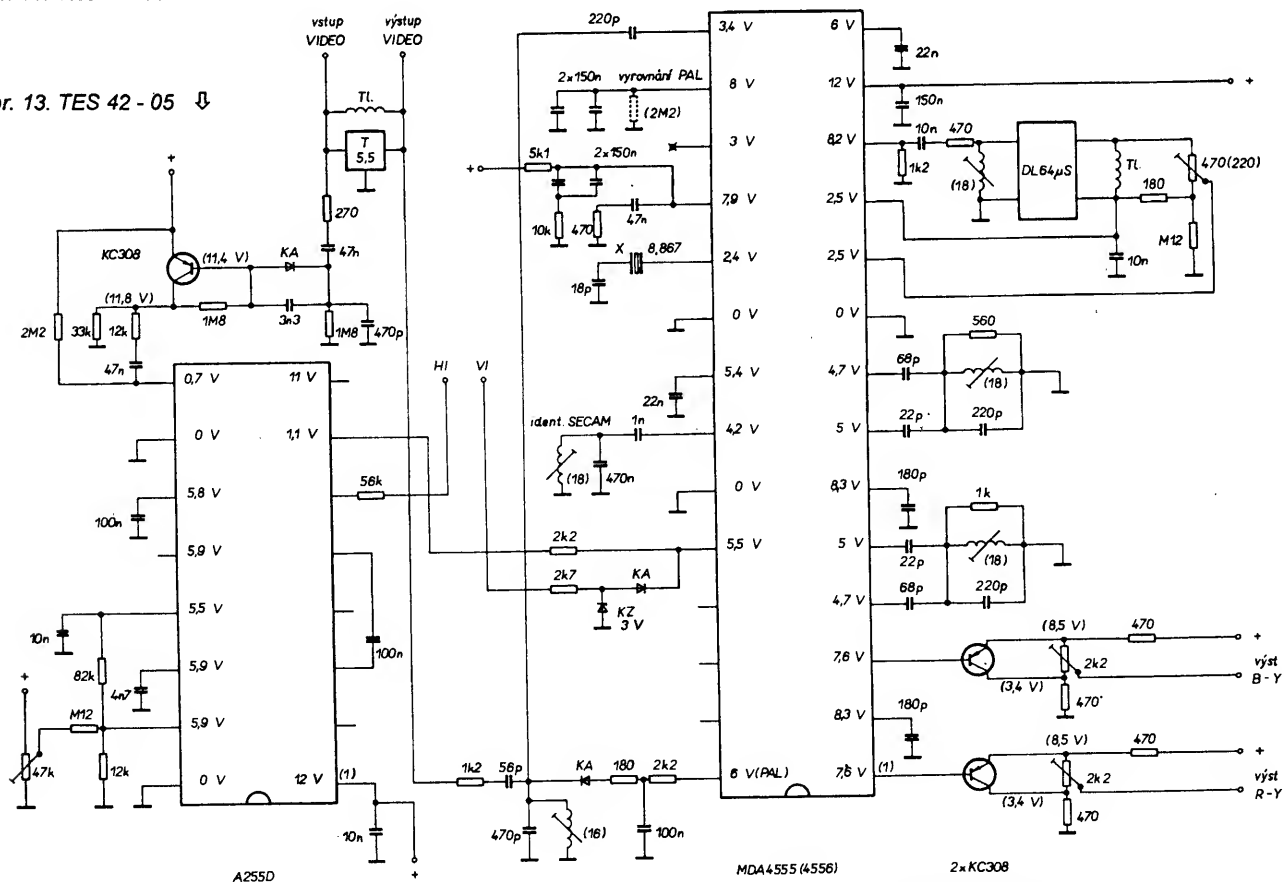 vstup
VIDEO
výstup
VIDEO
r. 13. TES 42 - 05 ⇩
Tl.
T
5,5
+
270
47n
KC308
(11,4 V)
KA
(11,8 V)
1M8
3n3
1M8
470p
2M2
33k
12k
47n
0,7 V
11 V
0 V
1,1 V
5,8 V
56k
100n
5,9 V
5,5 V
10n
82k
5,9 V
100n
4n7
+
M12
5,9 V
47k
12k
0 V
12 V
(1)
10n
+
A255D
HI
VI
220p
3,4 V
6 V
22n
2x150n
vyrovnání PAL
8 V
12 V
+
(2M2)
150n
3 V
8,2 V
10n
470
DL64µS
Tl.
470(220)
1k2
(18)
180
+
5k1
2x150n
7,9 V
2,5 V
10k
470
47n
M12
10n
X
8,867
2,4 V
2,5 V
18p
0 V
0 V
560
5,4 V
4,7 V
68p
(18)
22n
ident. SECAM
1n
4,2 V
5 V
22p
220p
(18)
470n
0 V
8,3 V
180p
1k
2k2
5,5 V
5 V
22p
(18)
2k7
KA
4,7 V
68p
220p
KZ
3 V
(8,5 V)
470
+
7,6 V
2k2
výst
B-Y
(3,4 V)
470
8,3 V
180p
(8,5 V)
470
+
1k2
56p
KA
180
2k2
6 V(PAL)
7,6 V
(1)
2k2
výst
R-Y
(3,4 V)
470
470p
(16)
100n
MDA4555 (4556)
2xKC308